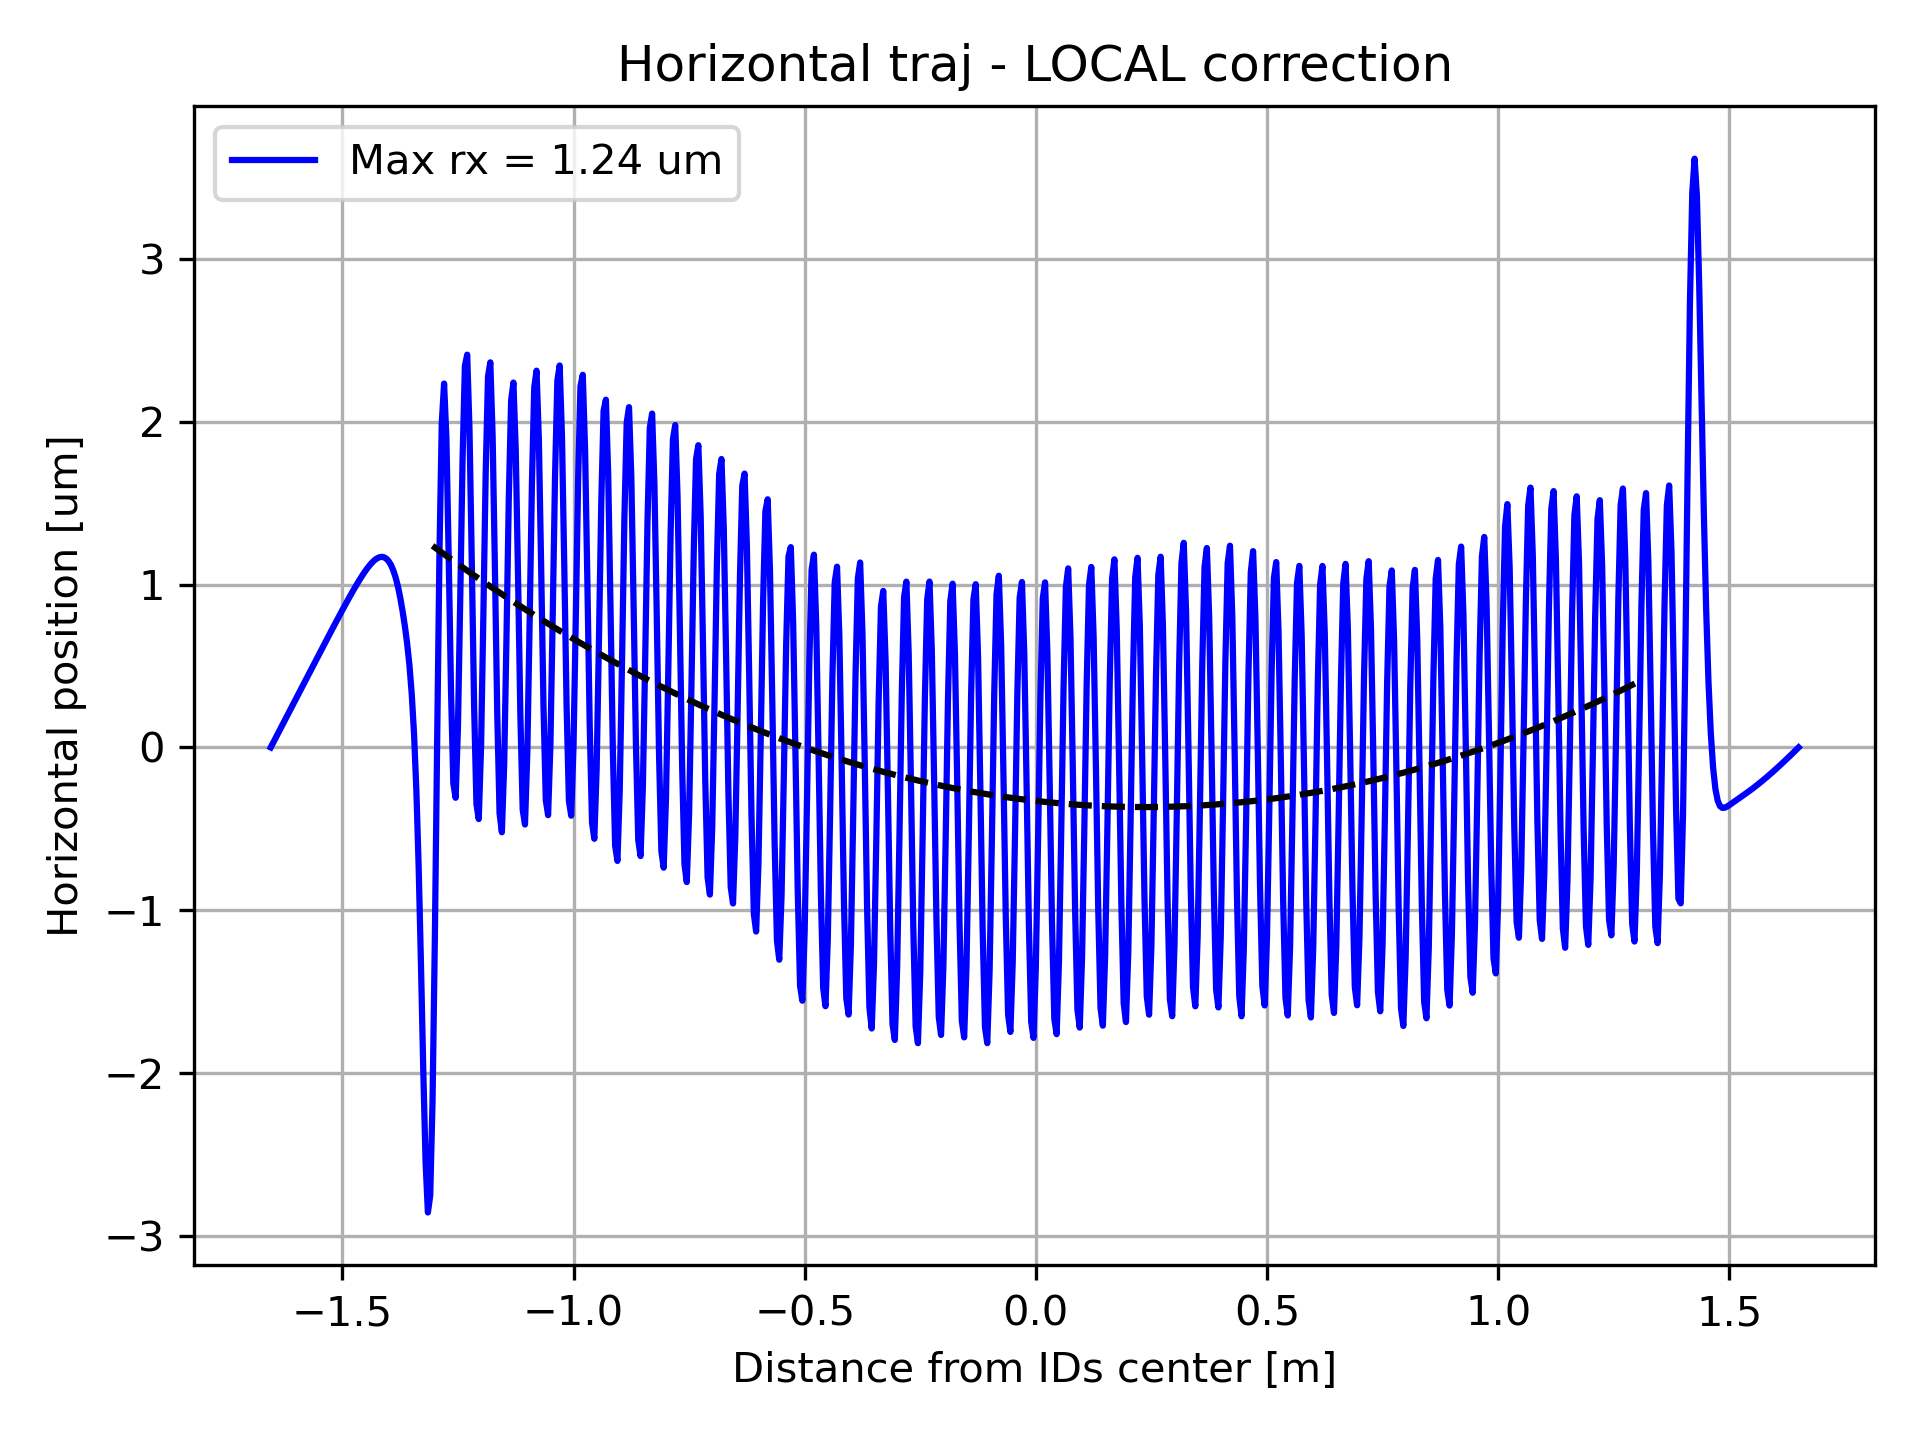 Horizontal traj - LOCAL correction
Max rx = 1.24 um
Horizontal position [um]
3
2
1
0
−1
−2
−3
−1.5 −1.0 −0.5 0.0 0.5 1.0 1.5
Distance from IDs center [m]